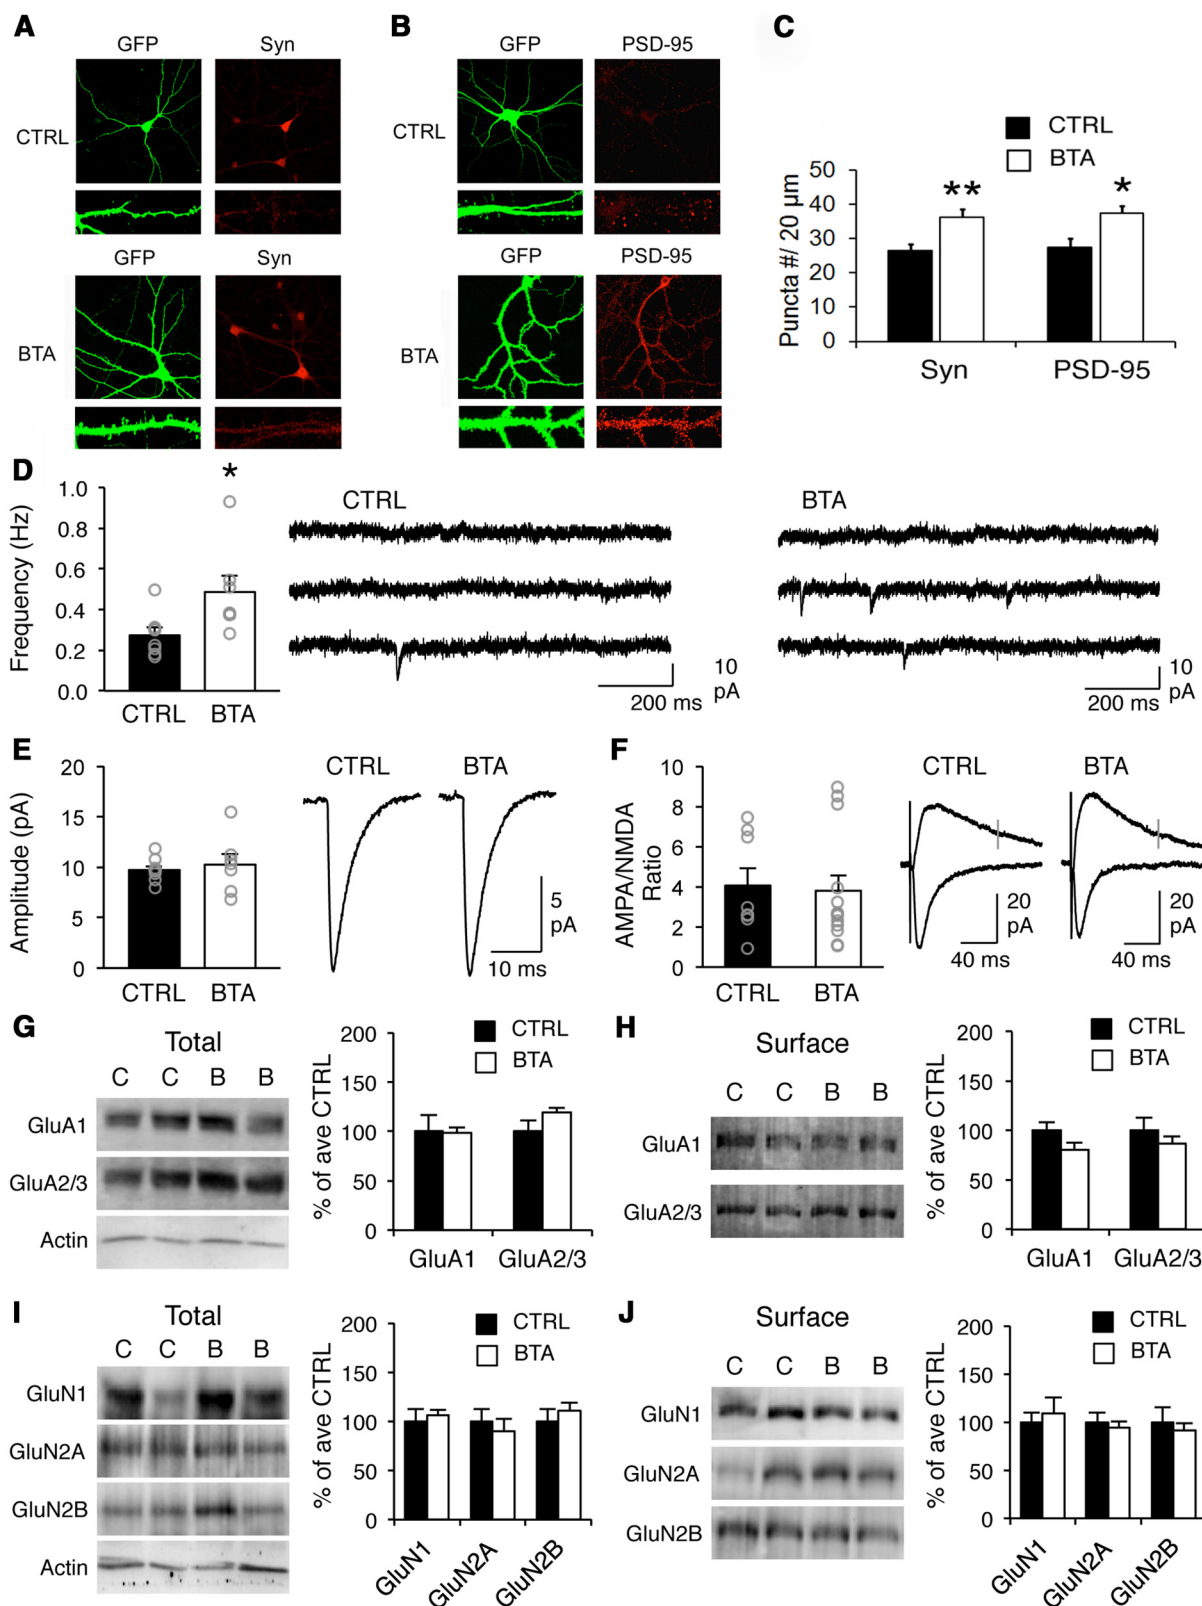 A
GFP Syn
CTRL
GFP Syn
BTA
B
GFP PSD-95
CTRL
GFP PSD-95
BTA
C
CTRL
BTA
Puncta #/ 20 µm
50
40
30
20
10
0
** *
Syn PSD-95
D
Frequency (Hz)
1.0
0.8
0.6
0.4
0.2
0.0
*
CTRL BTA
CTRL
200 ms
10
pA
BTA
200 ms
10
pA
E
Amplitude (pA)
20
15
10
5
0
CTRL BTA
CTRL BTA
5
pA
10 ms
F
AMPA/NMDA
Ratio
10
8
6
4
2
0
CTRL BTA
CTRL BTA
20
pA
40 ms
20
pA
40 ms
G
Total
C C B B
GluA1
GluA2/3
Actin
% of ave CTRL
200
150
100
50
0
CTRL
BTA
GluA1 GluA2/3
H
Surface
C C B B
GluA1
GluA2/3
% of ave CTRL
200
150
100
50
0
CTRL
BTA
GluA1 GluA2/3
I
Total
C C B B
GluN1
GluN2A
GluN2B
Actin
% of ave CTRL
200
150
100
50
0
CTRL
BTA
GluN1 GluN2A GluN2B
J
Surface
C C B B
GluN1
GluN2A
GluN2B
% of ave CTRL
200
150
100
50
0
CTRL
BTA
GluN1 GluN2A GluN2B